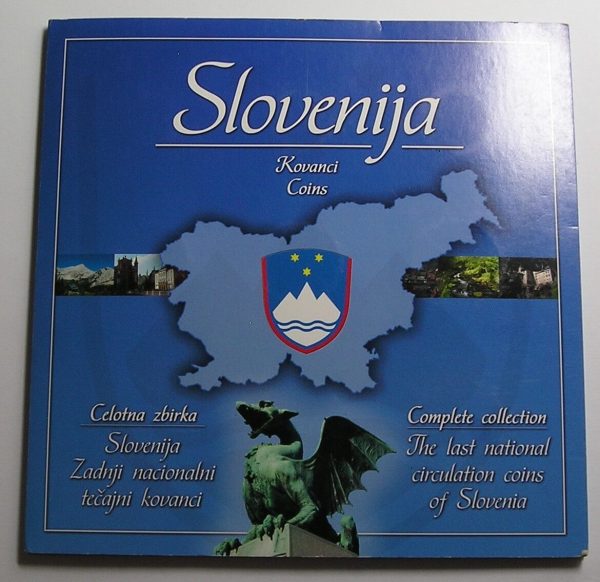 Slovenija
Kovanci
Coins
Celotna zbirka
Slovenija
Zadnji nacionalni
tečajni kovanci
Complete collection
The last national
circulation coins
of Slovenia